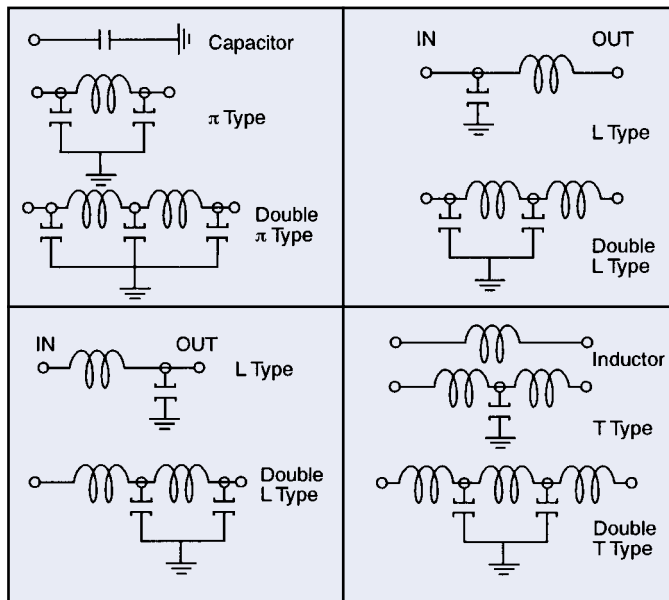 Capacitor
π Type
Double
π Type
IN OUT
L Type
Double
L Type
IN OUT
L Type
Double
L Type
Inductor
T Type
Double
T Type